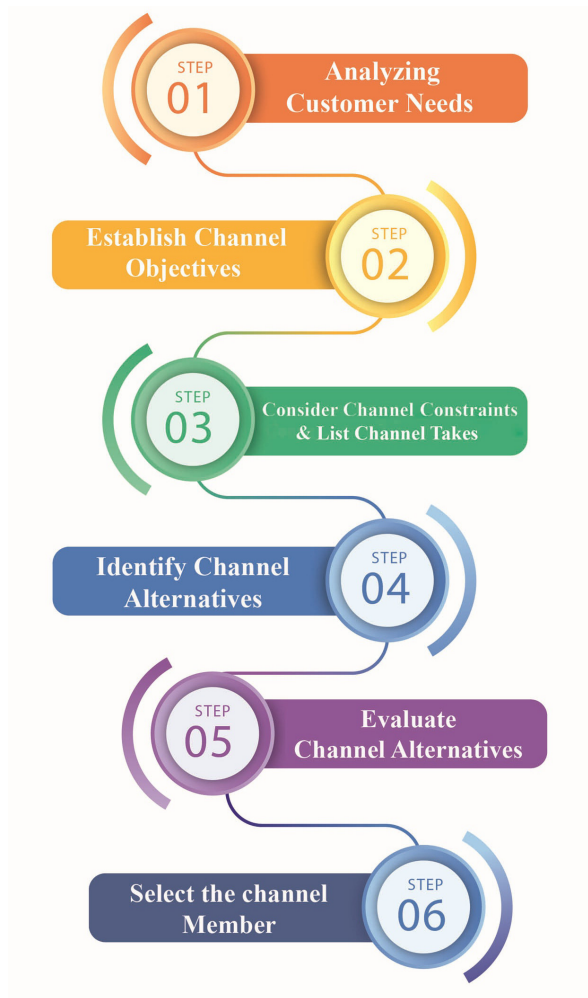 STEP
01
Analyzing
Customer Needs
Establish Channel
Objectives
STEP
02
STEP
03
Consider Channel Constraints
& List Channel Takes
Identify Channel
Alternatives
STEP
04
STEP
05
Evaluate
Channel Alternatives
Select the channel
Member
STEP
06